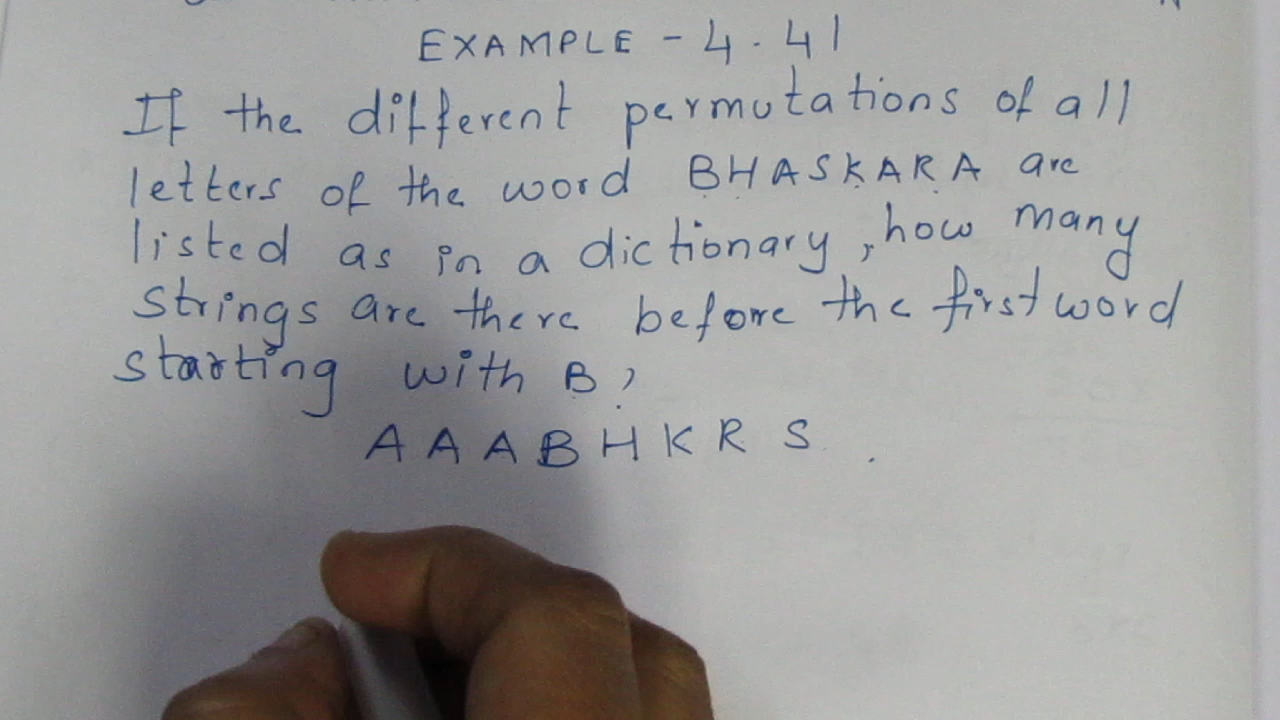 EXAMPLE - 4.41
If the different permutations of all
letters of the word BHASKARA are
listed as in a dictionary, how many
strings are there before the first word
starting with B?
A A A B H K R S .